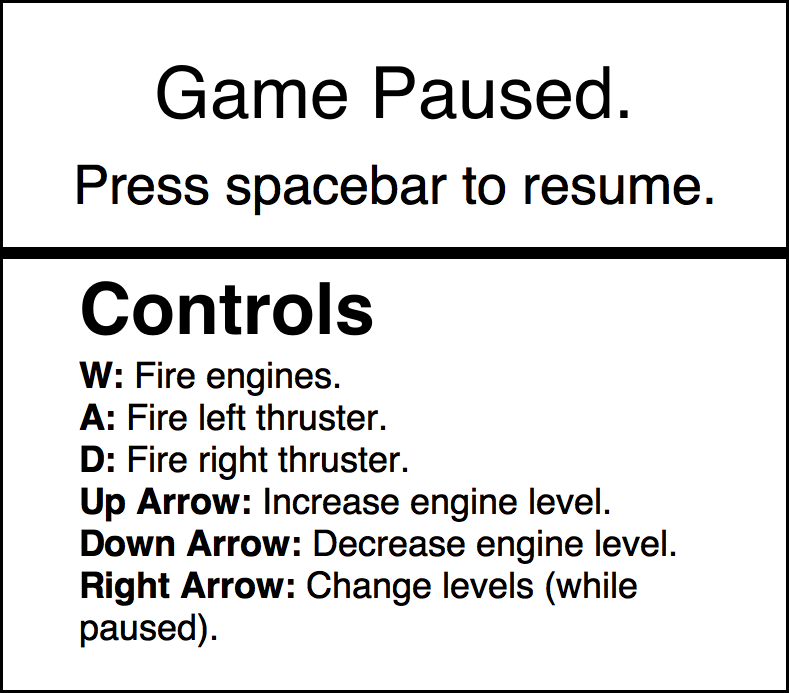 Game Paused.
Press spacebar to resume.
Controls
W: Fire engines.
A: Fire left thruster.
D: Fire right thruster.
Up Arrow: Increase engine level.
Down Arrow: Decrease engine level.
Right Arrow: Change levels (while
paused).